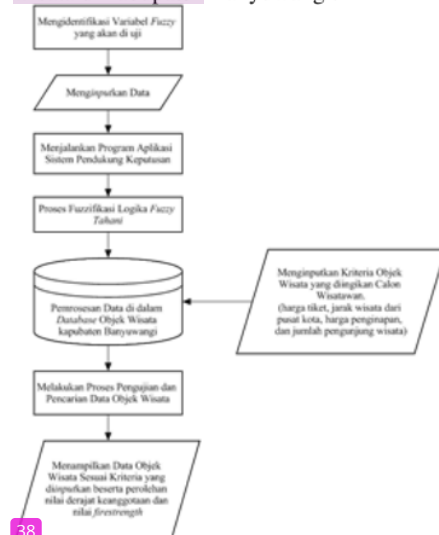 Mengidentifikasi Variabel Fuzzy
yang akan di uji
Menginputkan Data
Menjalankan Program Aplikasi
Sistem Pendukung Keputusan
Proses Fuzzifikasi Logika Fuzzy
Tahani
Pemrosesan Data di dalam
Database Objek Wisata
kapubaten Banyuwangi
Menginputkan Kriteria Objek
Wisata yang diingikan Calon
Wisatawan.
(harga tiket, jarak wisata dari
pusat kota, harga penginapan,
dan jumlah pengunjung wisata)
Melakukan Proses Pengujian dan
Pencarian Data Objek Wisata
Menampilkan Data Objek
Wisata Sesuai Kriteria yang
diinputkan beserta perolehan
nilai derajat keanggotaan dan
nilai firestrength
38